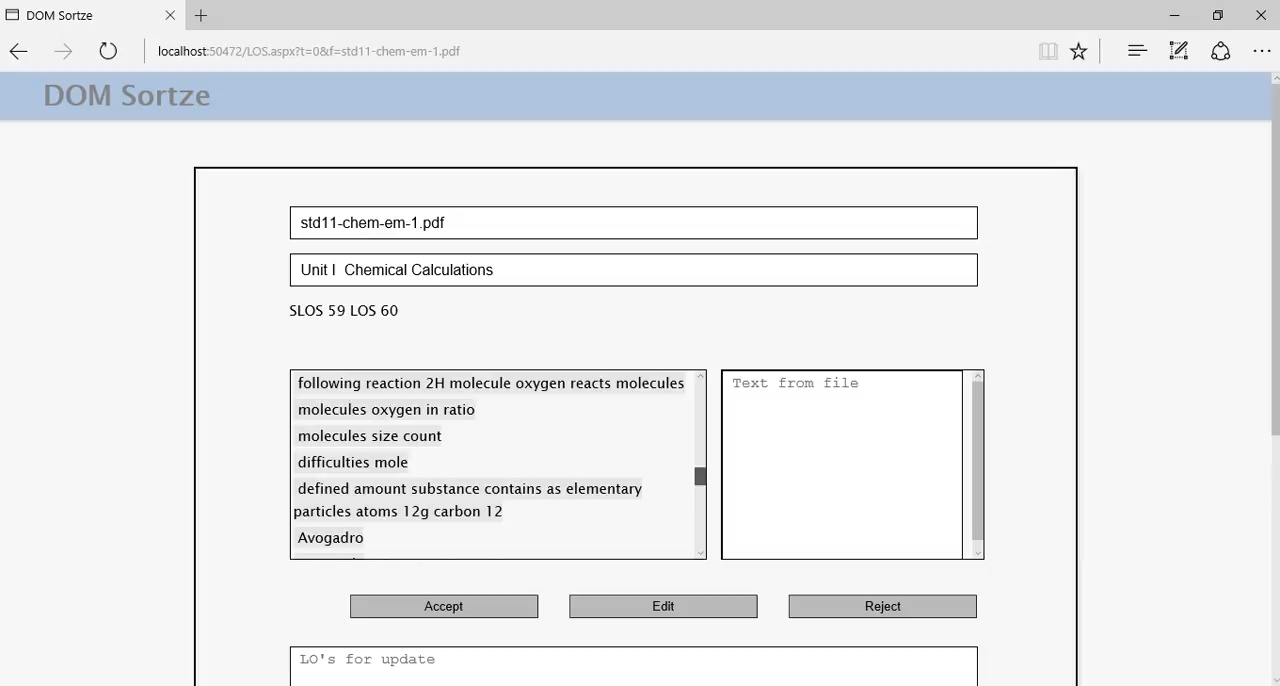 DOM Sortze
localhost:50472/LOS.aspx?t=0&f=std11-chem-em-1.pdf
DOM Sortze
std11-chem-em-1.pdf
Unit I Chemical Calculations
SLOS 59 LOS 60
following reaction 2H molecule oxygen reacts molecules
molecules oxygen in ratio
molecules size count
difficulties mole
defined amount substance contains as elementary
particles atoms 12g carbon 12
Avogadro
Text from file
Accept Edit Reject
LO's for update